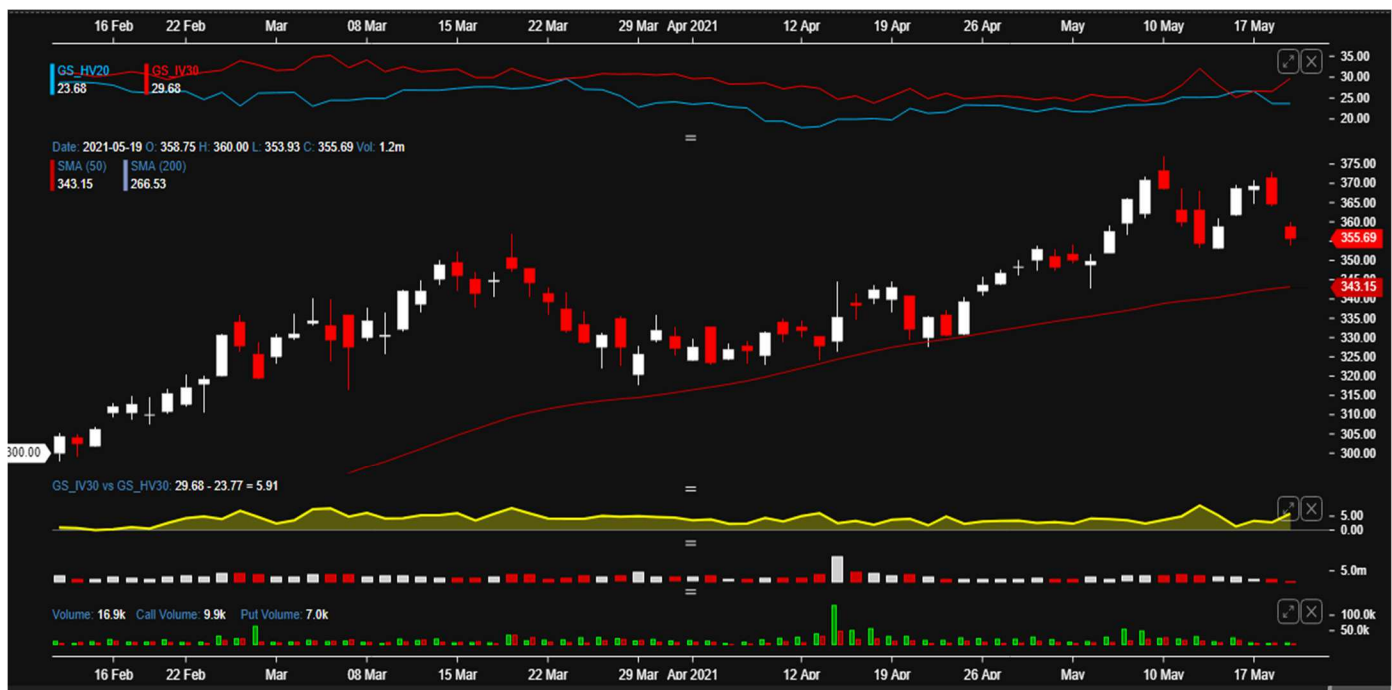 16 Feb 22 Feb Mar 08 Mar 15 Mar 22 Mar 29 Mar Apr 2021 12 Apr 19 Apr 26 Apr May 10 May 17 May
GS_HV20 GS_IV30
23.68 29.68
35.00
30.00
25.00
20.00
Date: 2021-05-19 O: 358.75 H: 360.00 L: 353.93 C: 355.69 Vol: 1.2m
SMA (50) SMA (200)
343.15 266.53
375.00
370.00
365.00
360.00
355.69
350.00
345.00
343.15
340.00
335.00
330.00
325.00
320.00
315.00
310.00
305.00
300.00 300.00
GS_IV30 vs GS_HV30: 29.68 - 23.77 = 5.91
5.00
0.00
5.0m
Volume: 16.9k Call Volume: 9.9k Put Volume: 7.0k
100.0k
50.0k
16 Feb 22 Feb Mar 08 Mar 15 Mar 22 Mar 29 Mar Apr 2021 12 Apr 19 Apr 26 Apr May 10 May 17 May